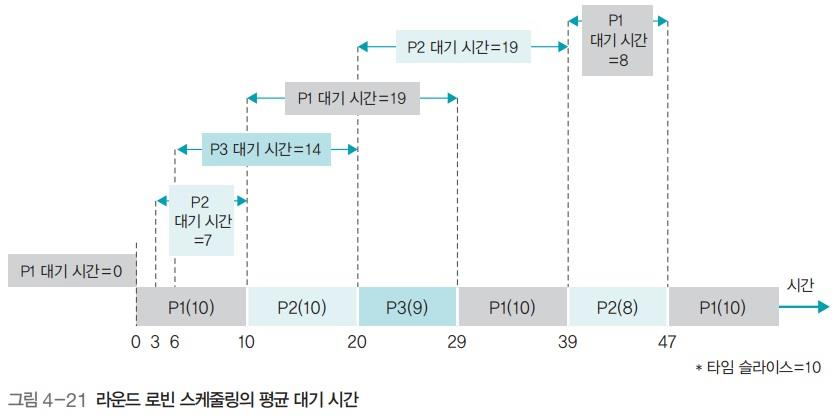 P1
대기 시간
=8
P2 대기 시간=19
P1 대기 시간=19
P3 대기 시간=14
P2
대기 시간
=7
P1 대기 시간=0
P1(10) P2(10) P3(9) P1(10) P2(8) P1(10) 시간
0 3 6 10 20 29 39 47
* 타임 슬라이스=10
그림 4-21 라운드 로빈 스케줄링의 평균 대기 시간